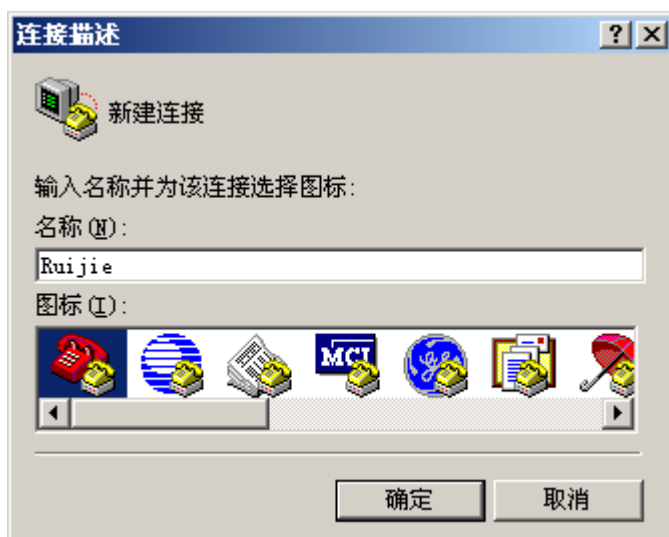 连接描述
新建连接
输入名称并为该连接选择图标:
名称(N):
Ruijie
图标(I):
MCI
确定 取消